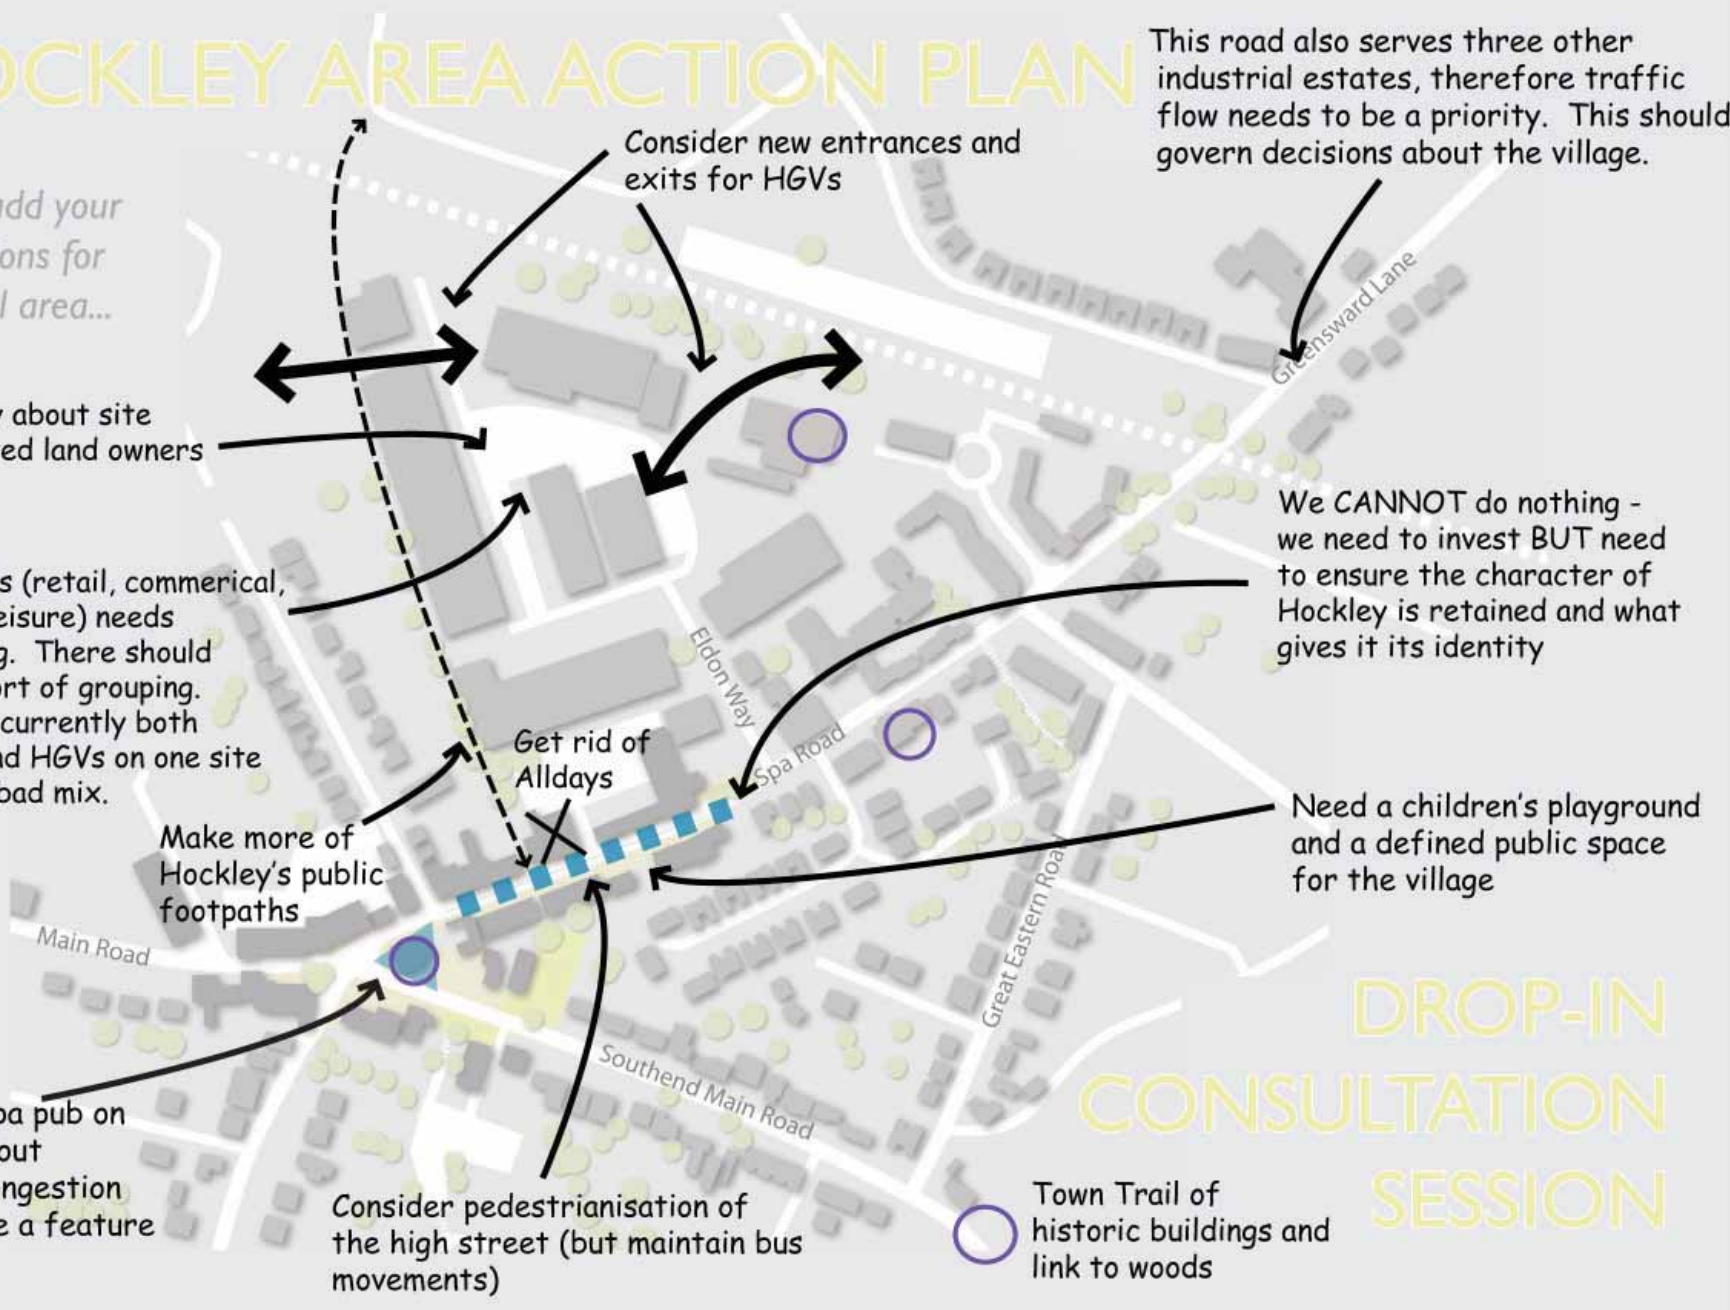 HOCKLEY AREA ACTION PLAN
This road also serves three other
industrial estates, therefore traffic
flow needs to be a priority. This should
govern decisions about the village.
Consider new entrances and
exits for HGVs
add your
ons for
l area...
Greensward Lane
y about site
ed land owners
We CANNOT do nothing -
we need to invest BUT need
to ensure the character of
Hockley is retained and what
gives it its identity
s (retail, commerical,
eisure) needs
g. There should
ort of grouping.
currently both
nd HGVs on one site
bad mix.
Eldon Way
Spa Road
Get rid of
Alldays
Make more of
Hockley's public
footpaths
Need a children's playground
and a defined public space
for the village
Main Road
Great Eastern Road
Southend Main Road
pa pub on
out
ngestion
e a feature
Consider pedestrianisation of
the high street (but maintain bus
movements)
Town Trail of
historic buildings and
link to woods
DROP-IN
CONSULTATION
SESSION